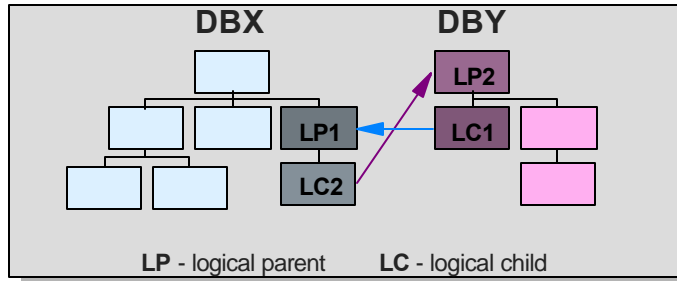 DBX DBY
LP2
LP1 LC1
LC2
LP - logical parent LC - logical child